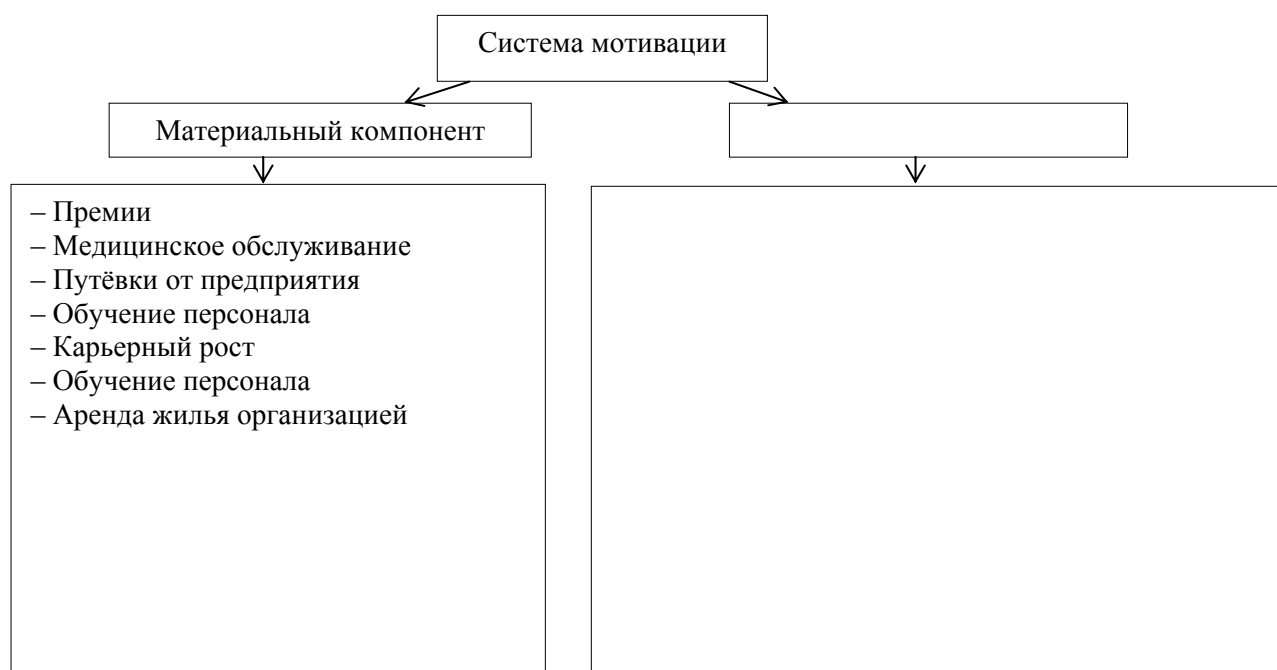 Система мотивации
Материальный компонент
– Премии
– Медицинское обслуживание
– Путёвки от предприятия
– Обучение персонала
– Карьерный рост
– Обучение персонала
– Аренда жилья организацией